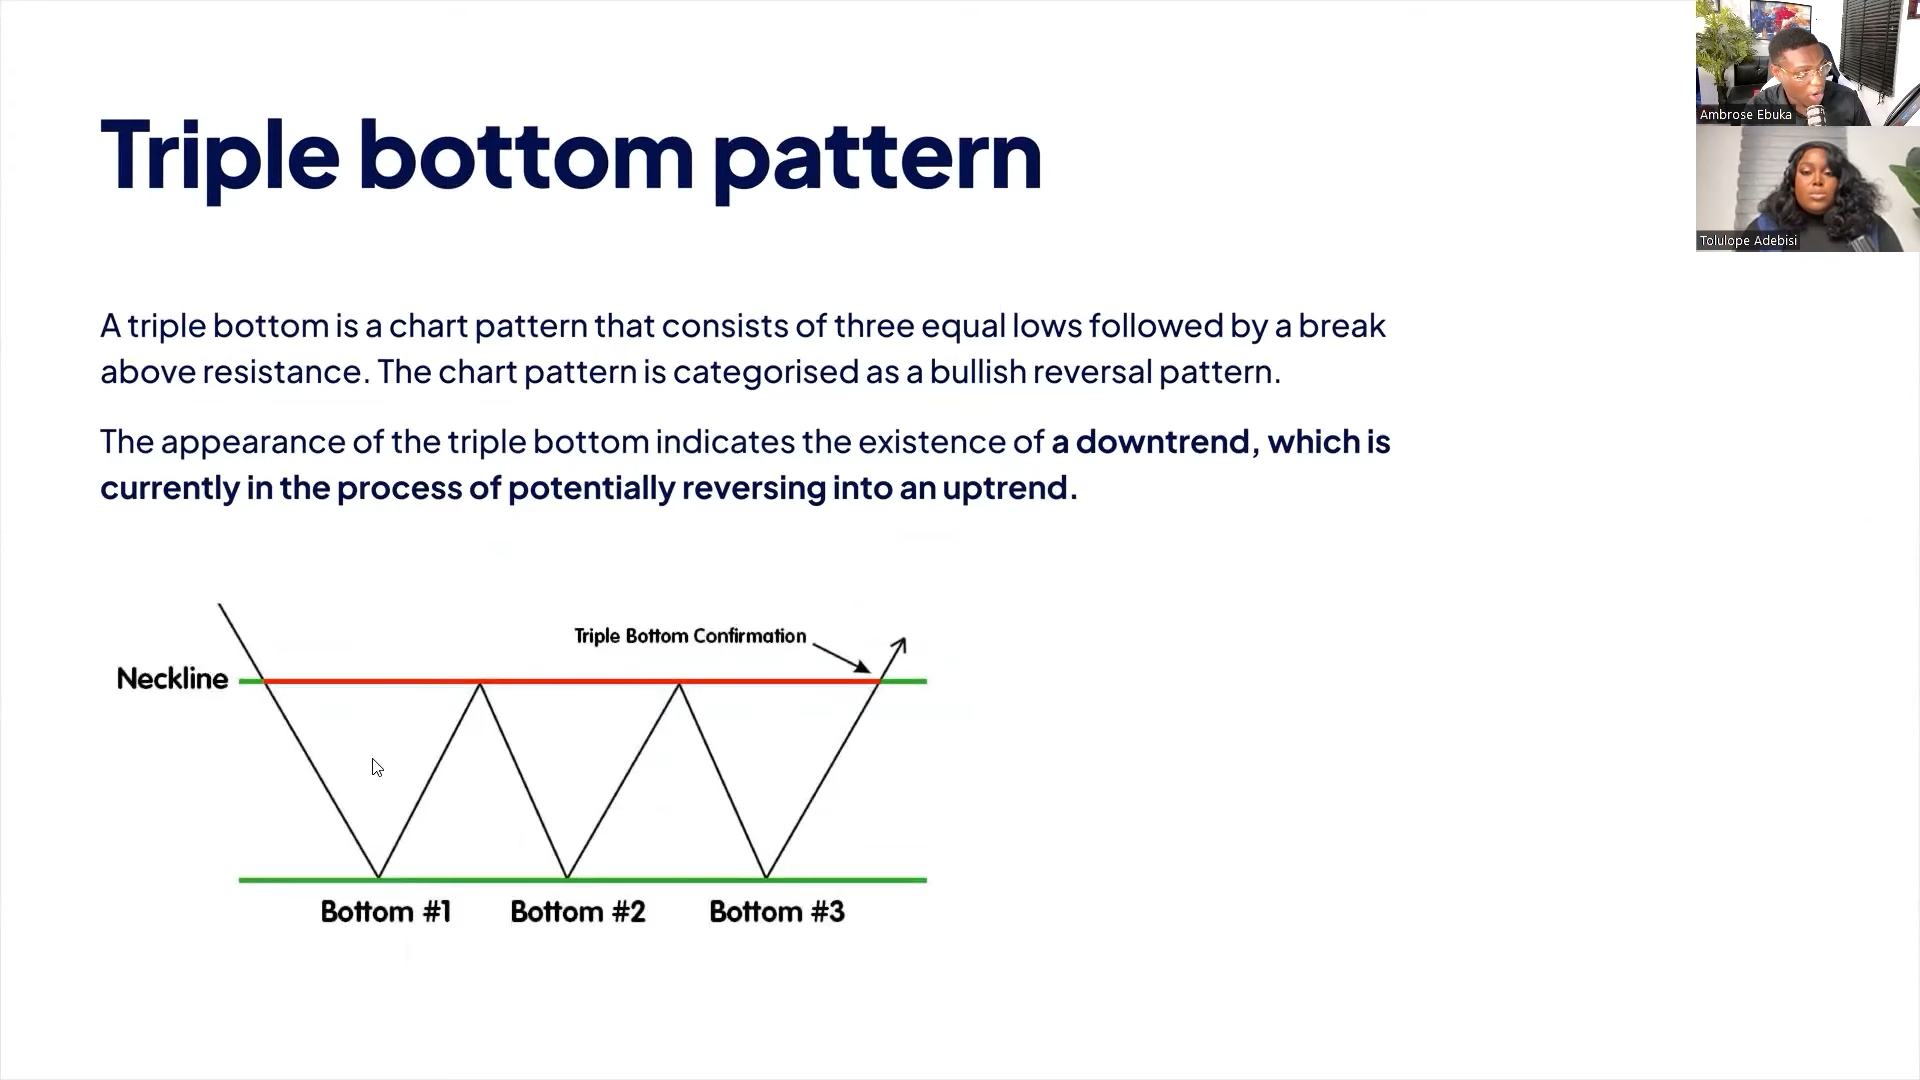 Triple bottom pattern
Ambrose Ebuka
Tolulope Adebisi
A triple bottom is a chart pattern that consists of three equal lows followed by a break
above resistance. The chart pattern is categorised as a bullish reversal pattern.
The appearance of the triple bottom indicates the existence of a downtrend, which is
currently in the process of potentially reversing into an uptrend.
Triple Bottom Confirmation
Neckline
Bottom #1 Bottom #2 Bottom #3